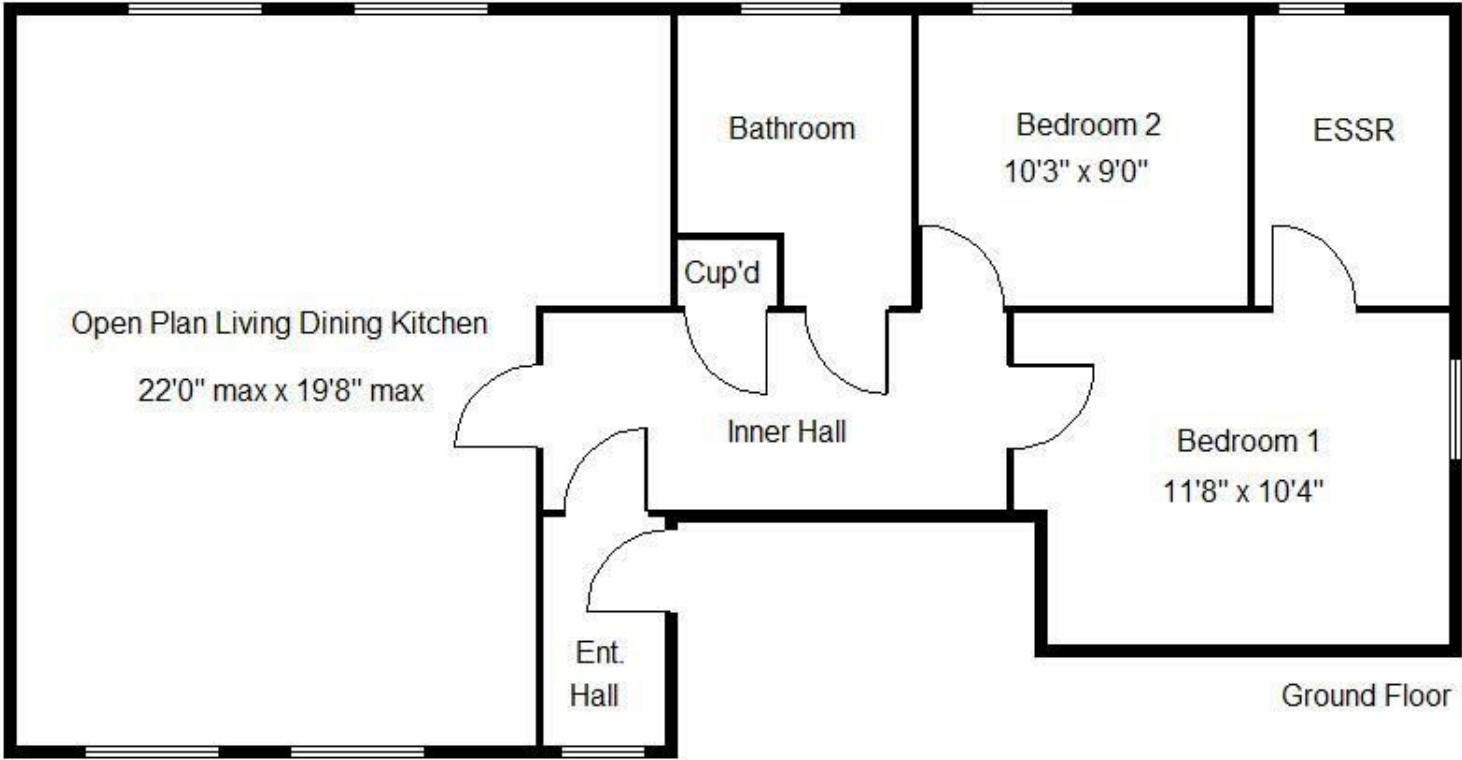 Bathroom
Bedroom 2
10'3" x 9'0"
ESSR
Cup'd
Open Plan Living Dining Kitchen
22'0" max x 19'8" max
Inner Hall
Bedroom 1
11'8" x 10'4"
Ent.
Hall
Ground Floor